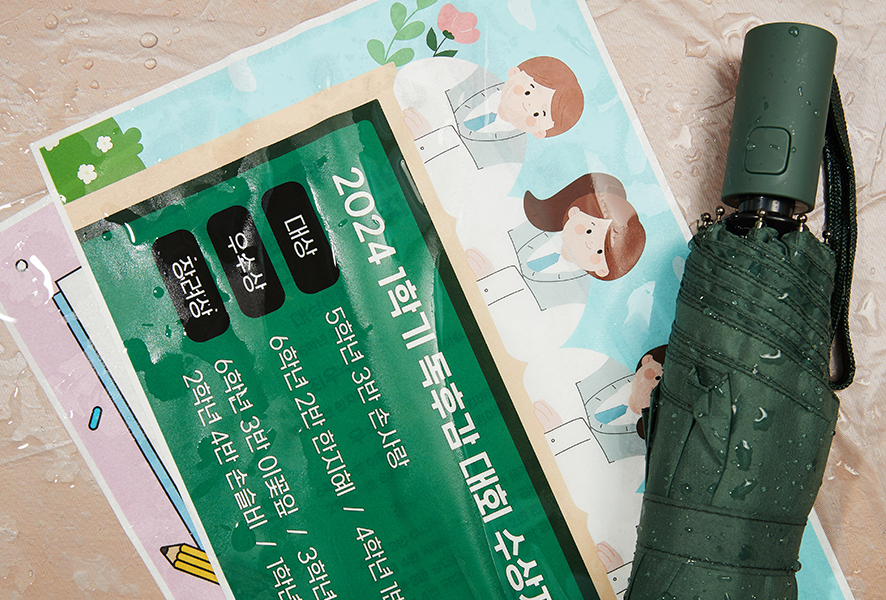 2024 1학기 독후감 대회 수상
대상
5학년 3반 손사랑
우수상
6학년 2반 한지혜 / 4학년 1반
장려상
6학년 3반 이꽃잎 / 3학년
2학년 4반 손슬비 / 1학년